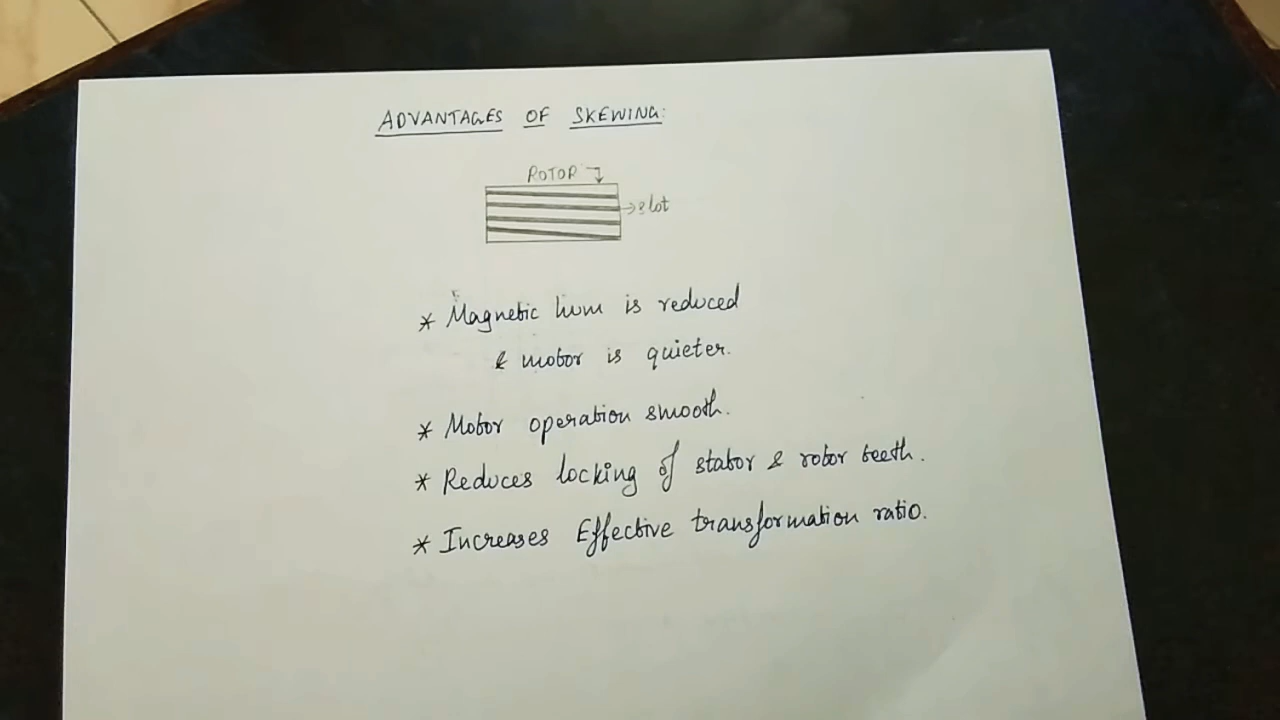 ADVANTAGES OF SKEWING:
ROTOR
slot
* Magnetic hum is reduced
& motor is quieter.
* Motor operation smooth.
* Reduces locking of stator & rotor teeth.
* Increases Effective transformation ratio.